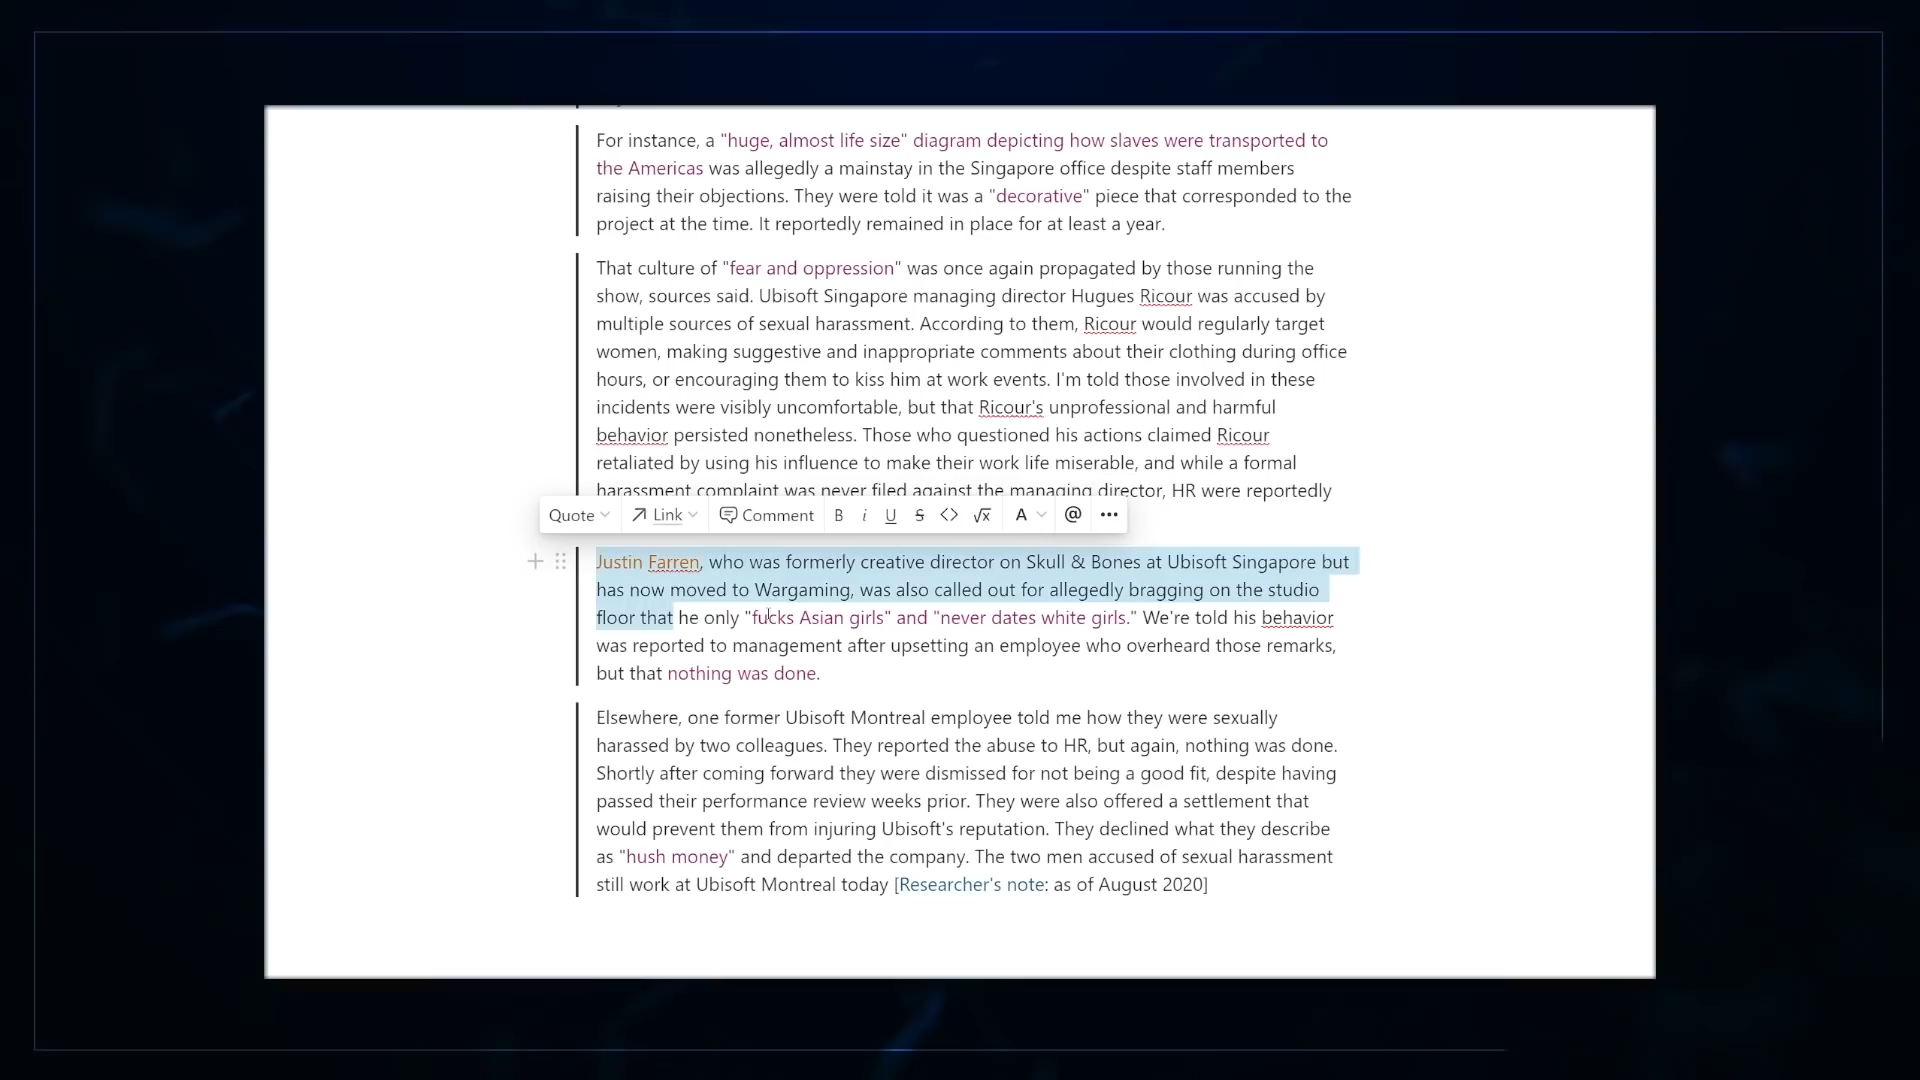 For instance, a "huge, almost life size" diagram depicting how slaves were transported to
the Americas was allegedly a mainstay in the Singapore office despite staff members
raising their objections. They were told it was a "decorative" piece that corresponded to the
project at the time. It reportedly remained in place for at least a year.
That culture of "fear and oppression" was once again propagated by those running the
show, sources said. Ubisoft Singapore managing director Hugues Ricour was accused by
multiple sources of sexual harassment. According to them, Ricour would regularly target
women, making suggestive and inappropriate comments about their clothing during office
hours, or encouraging them to kiss him at work events. I'm told those involved in these
incidents were visibly uncomfortable, but that Ricour's unprofessional and harmful
behavior persisted nonetheless. Those who questioned his actions claimed Ricour
retaliated by using his influence to make their work life miserable, and while a formal
harassment complaint was never filed against the managing director, HR were reportedly
Quote Link Comment B i U S <> √x A @ •••
Justin Farren, who was formerly creative director on Skull & Bones at Ubisoft Singapore but
has now moved to Wargaming, was also called out for allegedly bragging on the studio
floor that he only "fucks Asian girls" and "never dates white girls." We're told his behavior
was reported to management after upsetting an employee who overheard those remarks,
but that nothing was done.
Elsewhere, one former Ubisoft Montreal employee told me how they were sexually
harassed by two colleagues. They reported the abuse to HR, but again, nothing was done.
Shortly after coming forward they were dismissed for not being a good fit, despite having
passed their performance review weeks prior. They were also offered a settlement that
would prevent them from injuring Ubisoft's reputation. They declined what they describe
as "hush money" and departed the company. The two men accused of sexual harassment
still work at Ubisoft Montreal today [Researcher's note: as of August 2020]